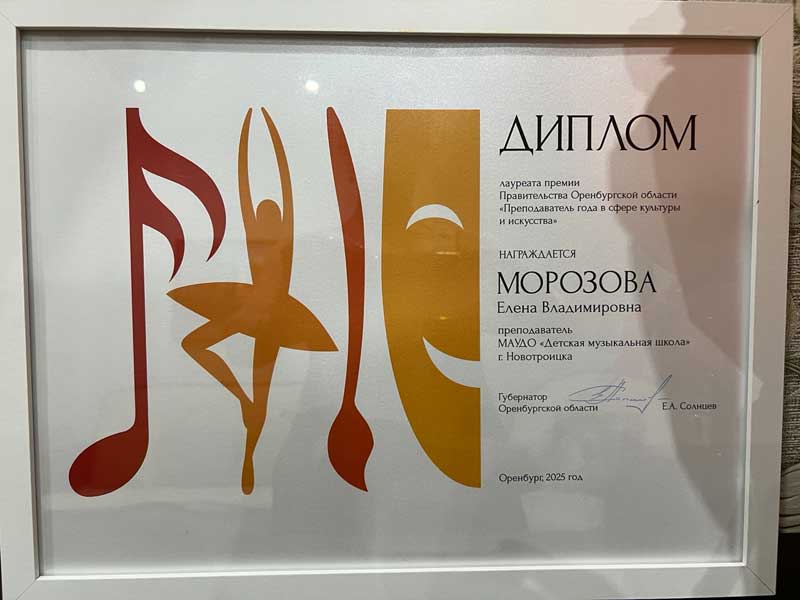 ДИПЛОМ
лауреата премии
Правительства Оренбургской области
«Преподаватель года в сфере культуры
и искусства»
НАГРАЖДАЕТСЯ
МОРОЗОВА
Елена Владимировна
преподаватель
МАУДО «Детская музыкальная школа»
г. Новотроицка
Губернатор
Оренбургской области
Е.А. Солнцев
Оренбург, 2025 год